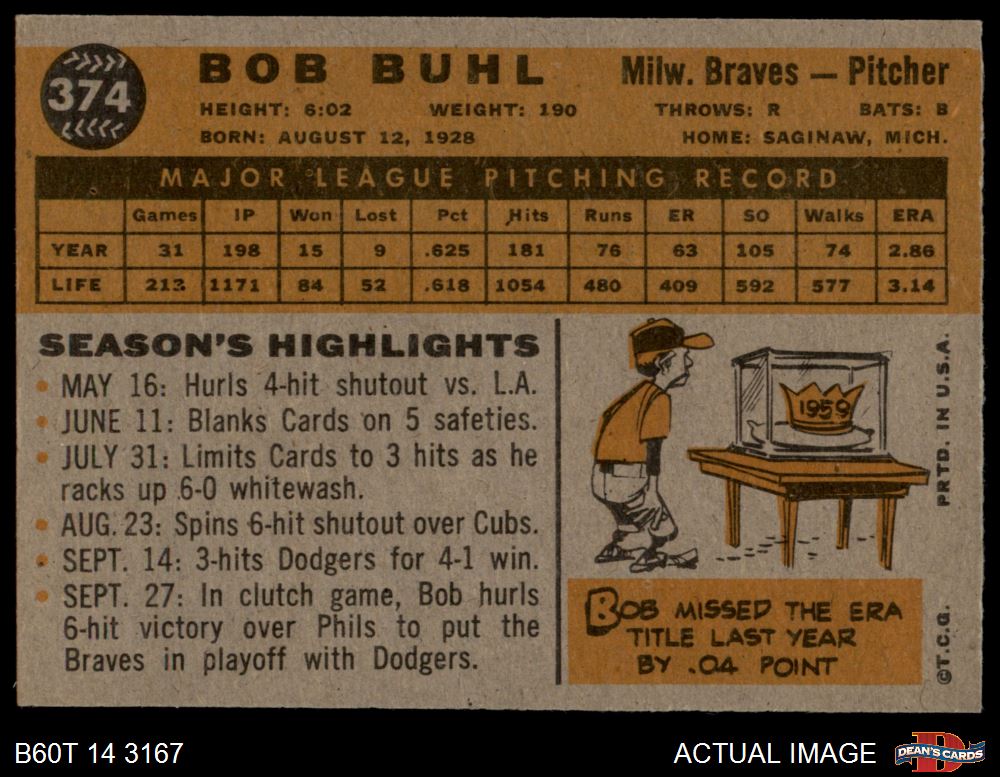 374
BOB BUHL
Milw. Braves — Pitcher
HEIGHT: 6:02 WEIGHT: 190 THROWS: R BATS: B
BORN: AUGUST 12, 1928 HOME: SAGINAW, MICH.
MAJOR LEAGUE PITCHING RECORD
Games IP Won Lost Pct Hits Runs ER SO Walks ERA
YEAR 31 198 15 9 .625 181 76 63 105 74 2.86
LIFE 213 1171 84 52 .618 1054 480 409 592 577 3.14
SEASON'S HIGHLIGHTS
• MAY 16: Hurls 4-hit shutout vs. L.A.
• JUNE 11: Blanks Cards on 5 safeties.
• JULY 31: Limits Cards to 3 hits as he
racks up 6-0 whitewash.
• AUG. 23: Spins 6-hit shutout over Cubs.
• SEPT. 14: 3-hits Dodgers for 4-1 win.
• SEPT. 27: In clutch game, Bob hurls
6-hit victory over Phils to put the
Braves in playoff with Dodgers.
1959
BOB MISSED THE ERA
TITLE LAST YEAR
BY .04 POINT
©T.C.G. PRTD. IN U.S.A.
B60T 14 3167
ACTUAL IMAGE
DEAN'S CARDS